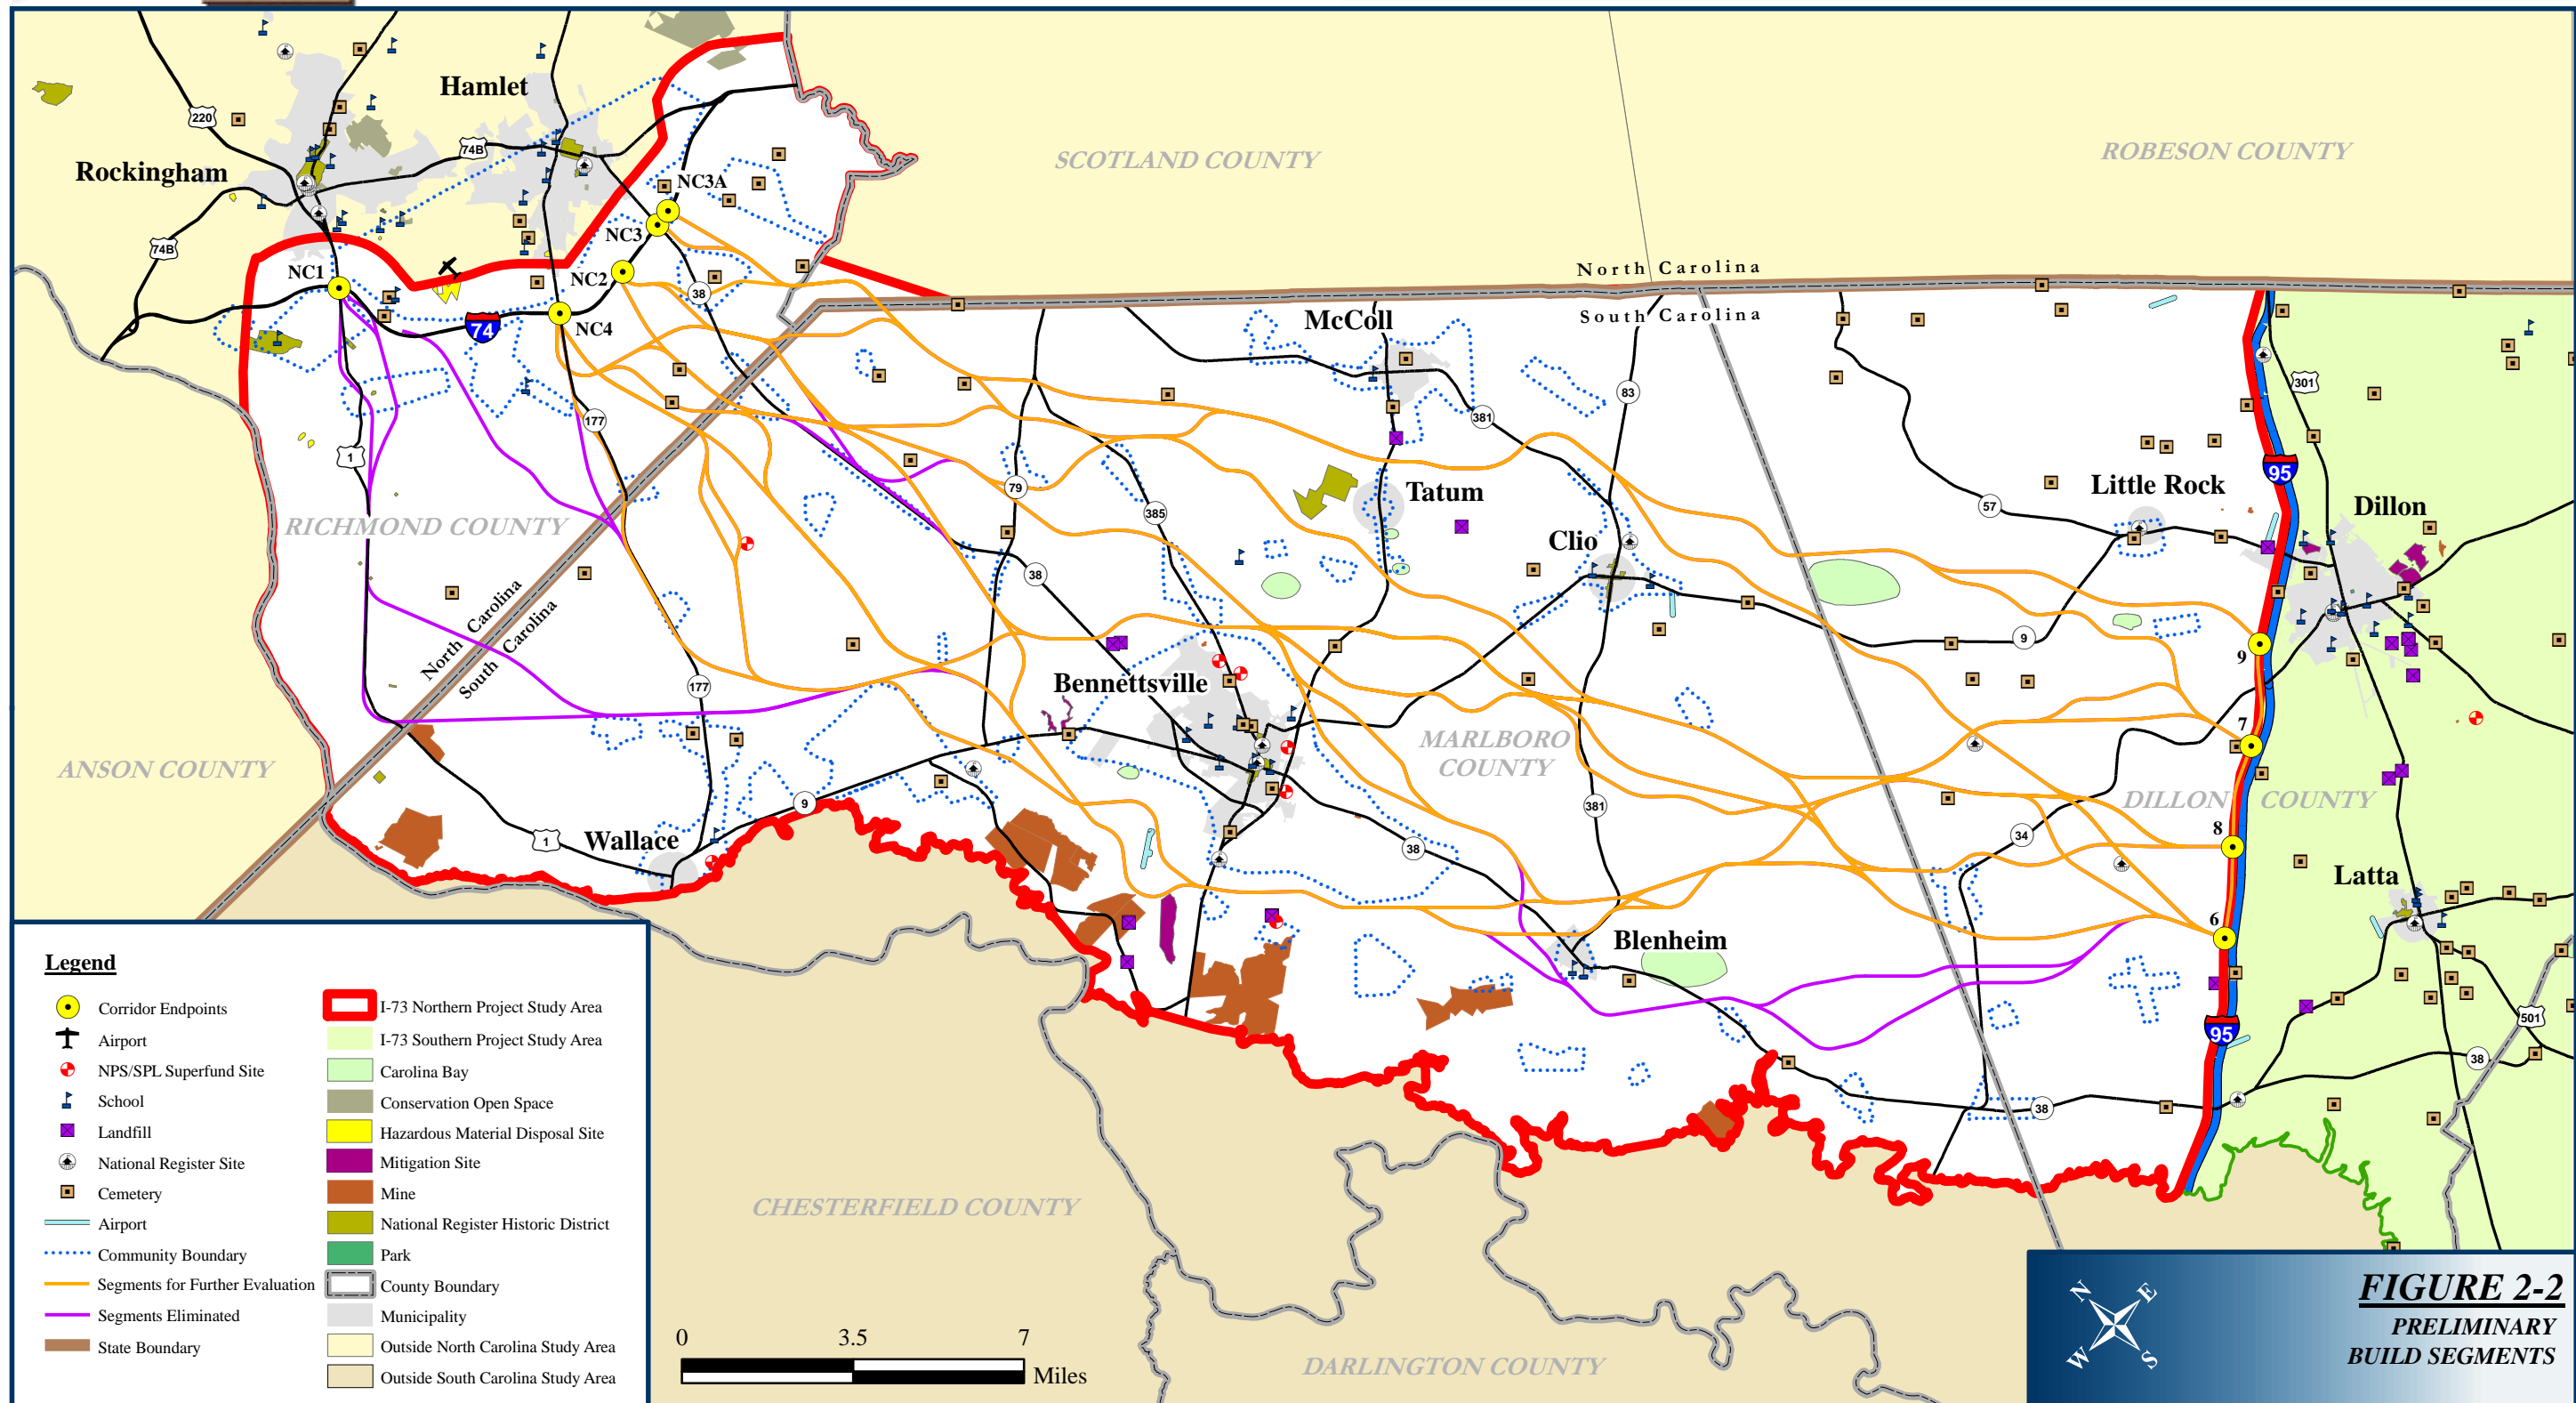 Hamlet
220
74B
Rockingham
SCOTLAND COUNTY
ROBESON COUNTY
NC3A
74B
NC3
NC1
NC2
38
North Carolina
74
NC4
McColl
South Carolina
301
83
177
381
1
95
79
Tatum
Little Rock
57
Dillon
385
RICHMOND COUNTY
Clio
38
North Carolina
South Carolina
9
9
177
Bennettsville
7
MARLBORO
COUNTY
ANSON COUNTY
9
381
DILLON COUNTY
8
34
1
Wallace
38
Latta
6
Blenheim
501
95
38
38
CHESTERFIELD COUNTY
DARLINGTON COUNTY
Legend
Corridor Endpoints
Airport
NPS/SPL Superfund Site
School
Landfill
National Register Site
Cemetery
Airport
Community Boundary
Segments for Further Evaluation
Segments Eliminated
State Boundary
I-73 Northern Project Study Area
I-73 Southern Project Study Area
Carolina Bay
Conservation Open Space
Hazardous Material Disposal Site
Mitigation Site
Mine
National Register Historic District
Park
County Boundary
Municipality
Outside North Carolina Study Area
Outside South Carolina Study Area
0 3.5 7
Miles
N E
W S
FIGURE 2-2
PRELIMINARY
BUILD SEGMENTS